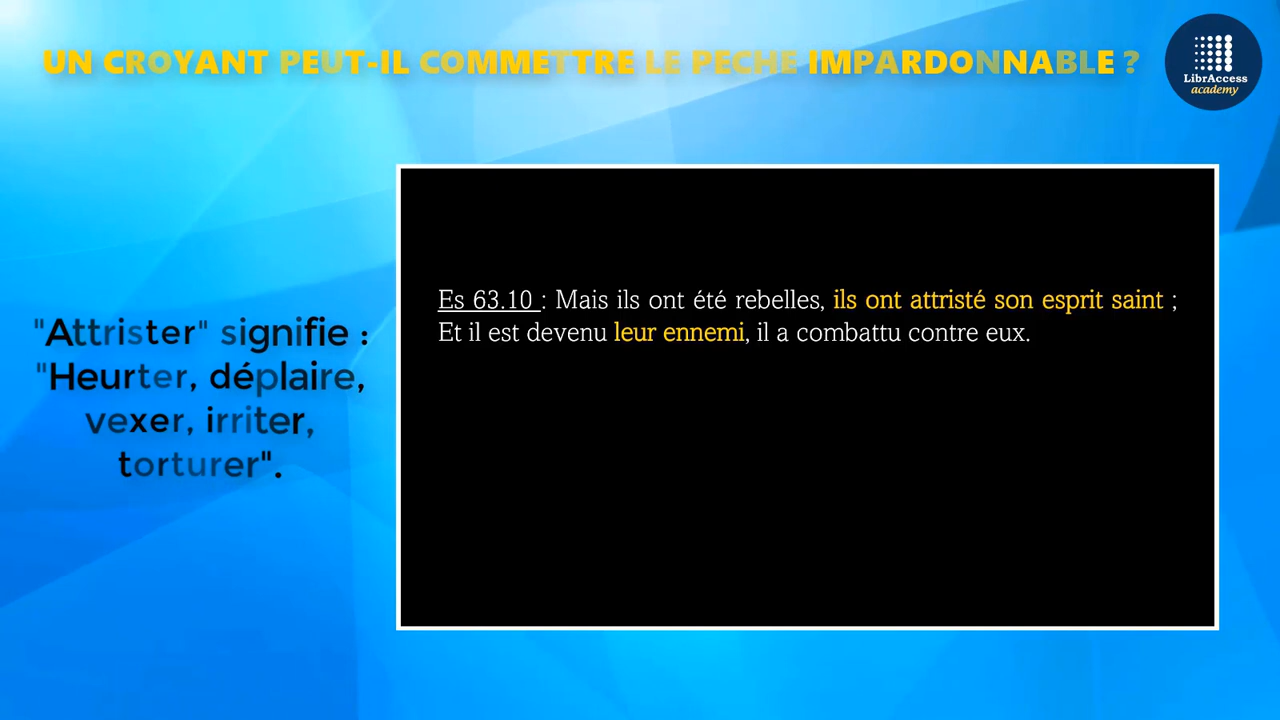 UN CROYANT PEUT-IL COMMETTRE LE PECHE IMPARDONNABLE ?
LibrAccess
academy
Es 63.10 : Mais ils ont été rebelles, ils ont attristé son esprit saint ;
Et il est devenu leur ennemi, il a combattu contre eux.
"Attrister" signifie :
"Heurter, déplaire,
vexer, irriter,
torturer".